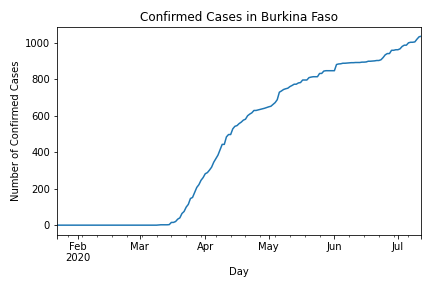 Confirmed Cases in Burkina Faso
Number of Confirmed Cases
1000
800
600
400
200
0
Feb Mar Apr May Jun Jul
2020
Day